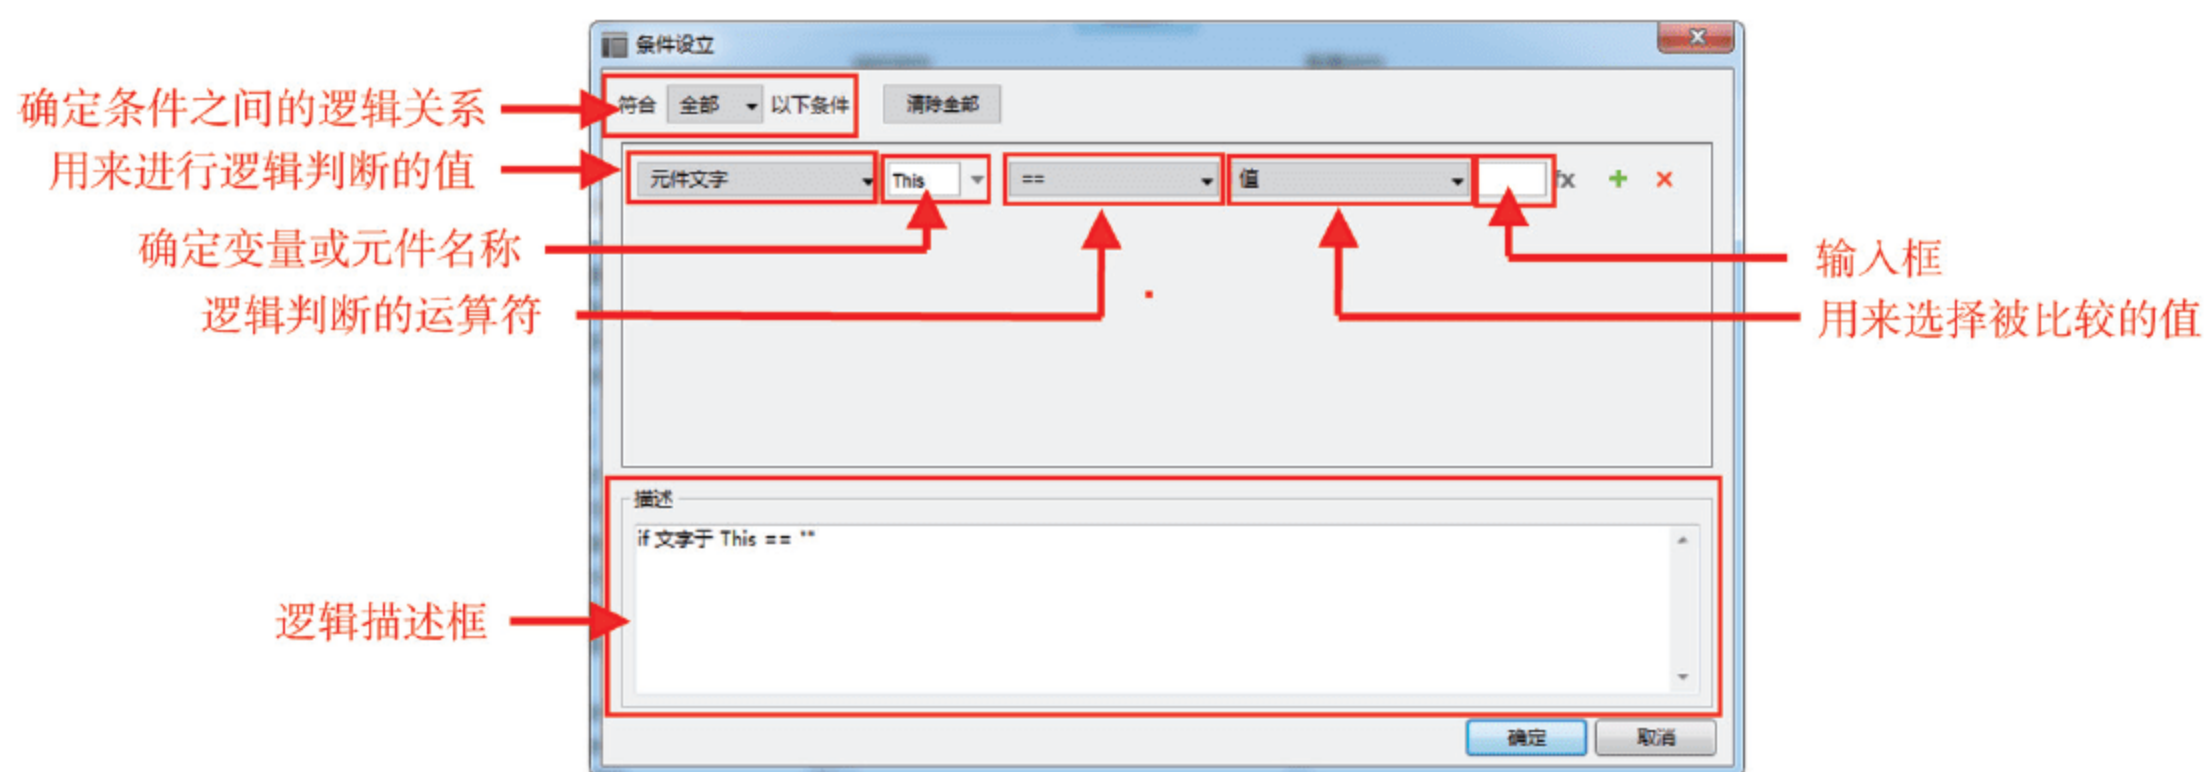 条件设立
确定条件之间的逻辑关系
符合 全部 以下条件 清除全部
用来进行逻辑判断的值
元件文字 This == 值 fx
确定变量或元件名称
输入框
逻辑判断的运算符
用来选择被比较的值
描述
if 文字于 This == ""
逻辑描述框
确定 取消